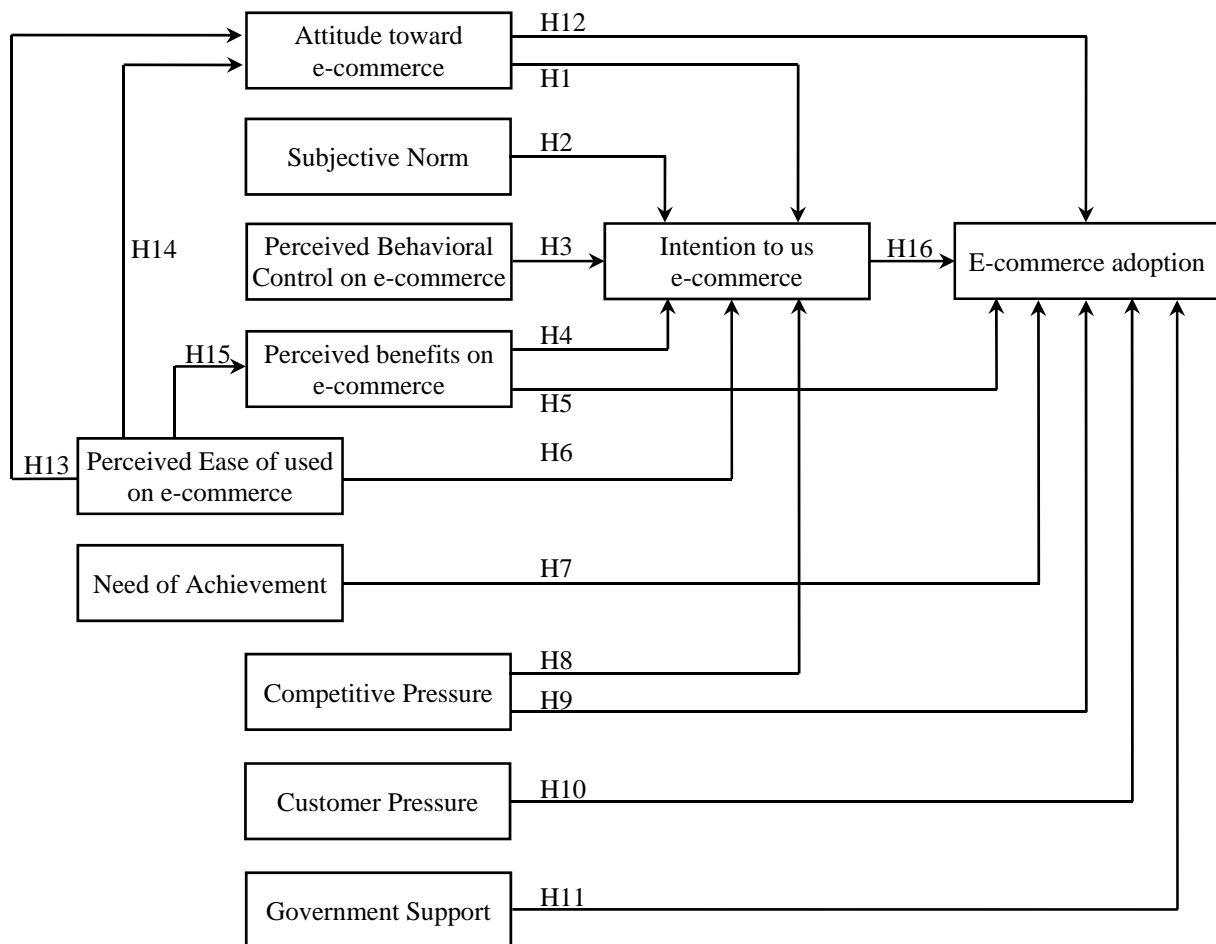 H12
Attitude toward
e-commerce
H1
H2
Subjective Norm
H14
Perceived Behavioral
Control on e-commerce
H3
Intention to us
e-commerce
H16
E-commerce adoption
H15
Perceived benefits on
e-commerce
H4
H5
H13
Perceived Ease of used
on e-commerce
H6
Need of Achievement
H7
Competitive Pressure
H8
H9
Customer Pressure
H10
Government Support
H11